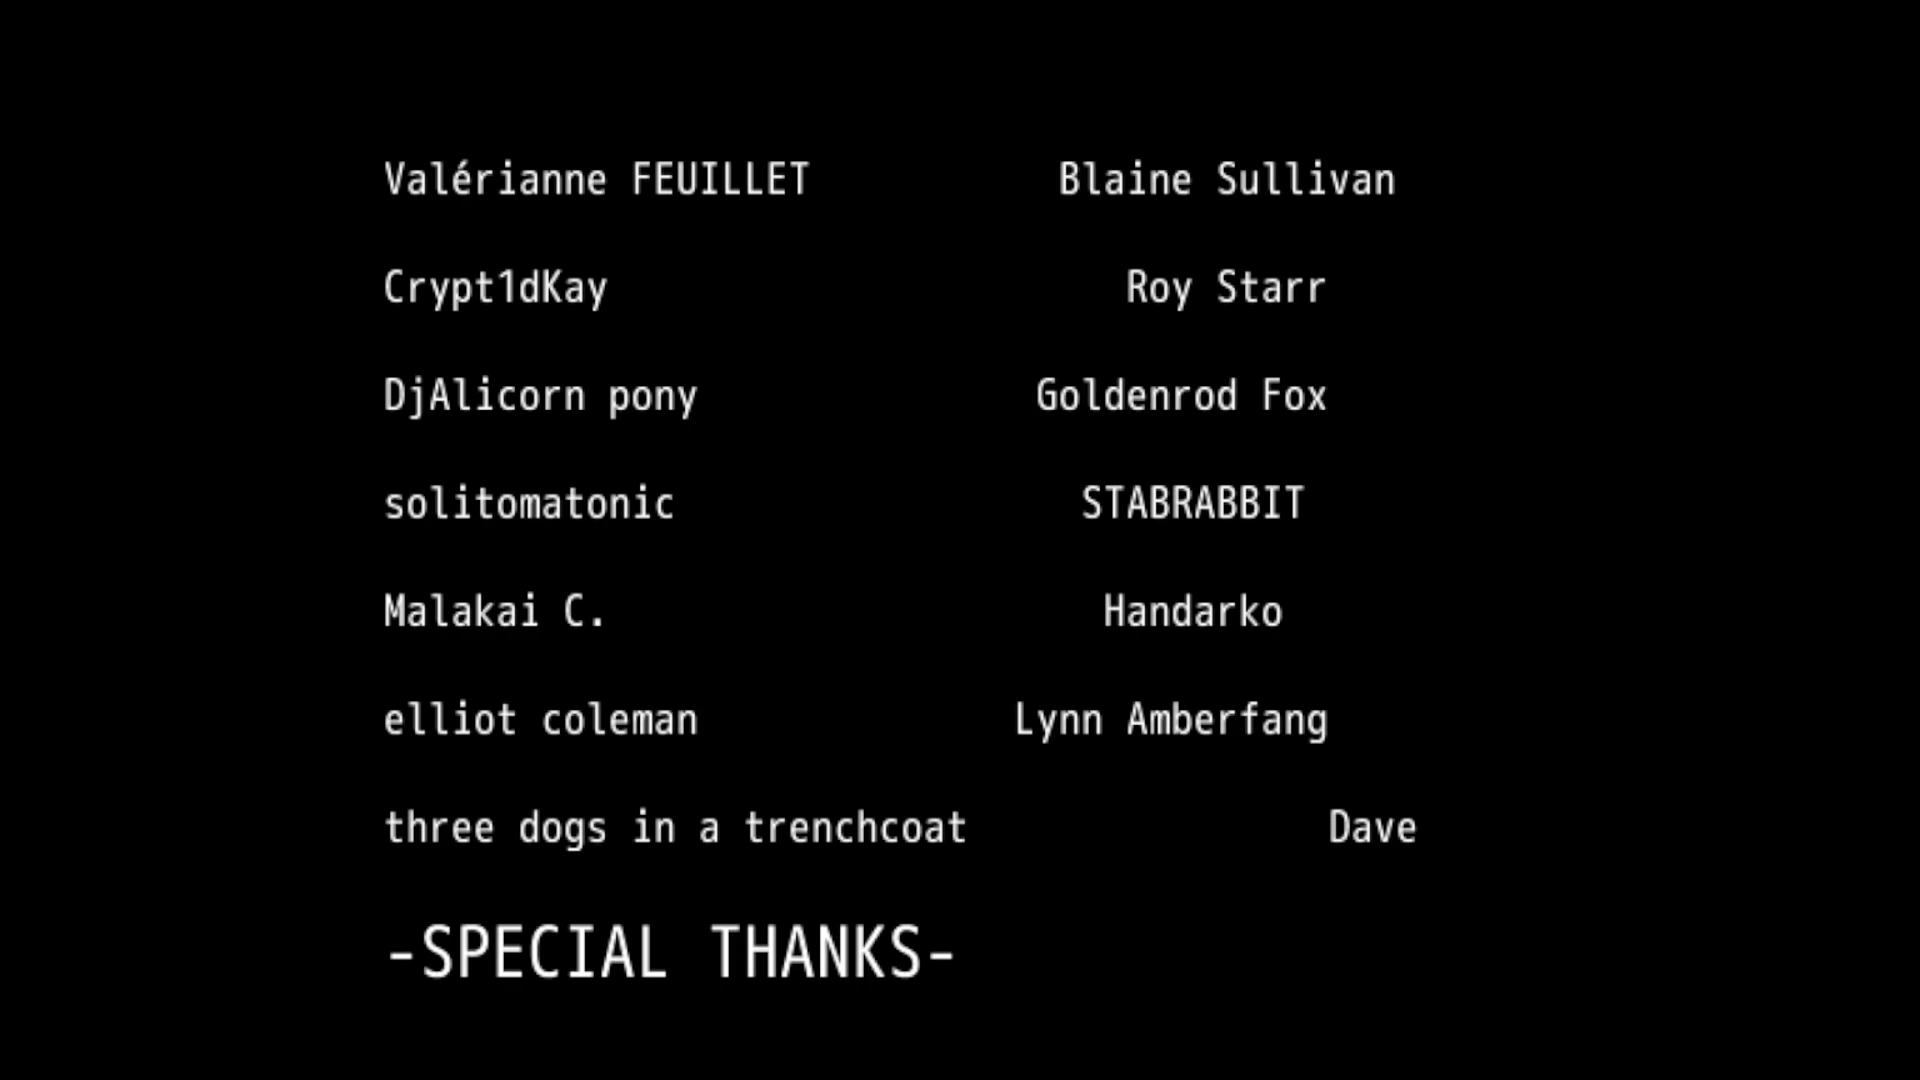 Valérianne FEUILLET Blaine Sullivan
Crypt1dKay Roy Starr
DjAlicorn pony Goldenrod Fox
solitomatonic STABRABBIT
Malakai C. Handarko
elliot coleman Lynn Amberfang
three dogs in a trenchcoat Dave
-SPECIAL THANKS-